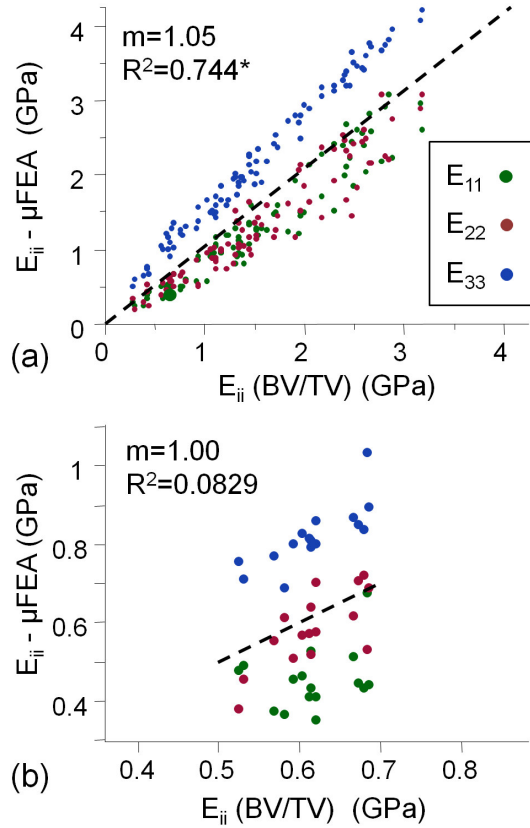 m=1.05
R²=0.744*
4
3
2
1
0
E₁₁
E₂₂
E₃₃
Eᵢᵢ - µFEA (GPa)
0
1
2
3
4
(a)
Eᵢᵢ (BV/TV) (GPa)
m=1.00
R²=0.0829
1
0.8
0.6
0.4
Eᵢᵢ - µFEA (GPa)
0.4
0.5
0.6
0.7
0.8
(b)
Eᵢᵢ (BV/TV) (GPa)